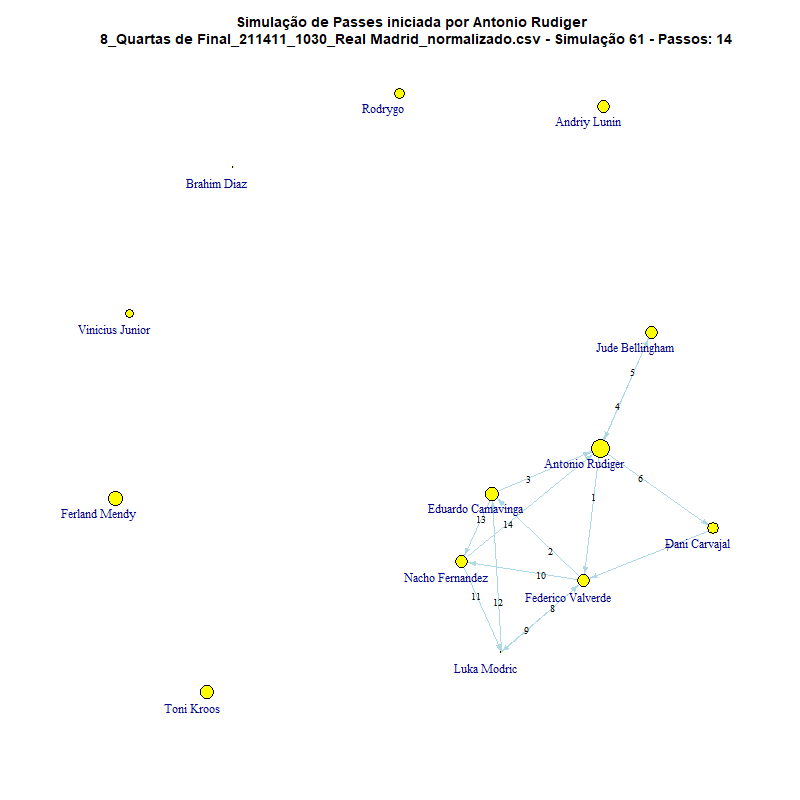 Simulação de Passes iniciada por Antonio Rudiger
8_Quartas de Final_211411_1030_Real Madrid_normalizado.csv - Simulação 61 - Passos: 14
Rodrygo
Andriy Lunin
Brahim Diaz
Vinicius Junior
Jude Bellingham
5
4
Antonio Rudiger
3
6
Eduardo Camavinga
1
13
14
Ferland Mendy
Dani Carvajal
2
Nacho Fernandez
10
11
Federico Valverde
12
8
9
Luka Modric
Toni Kroos